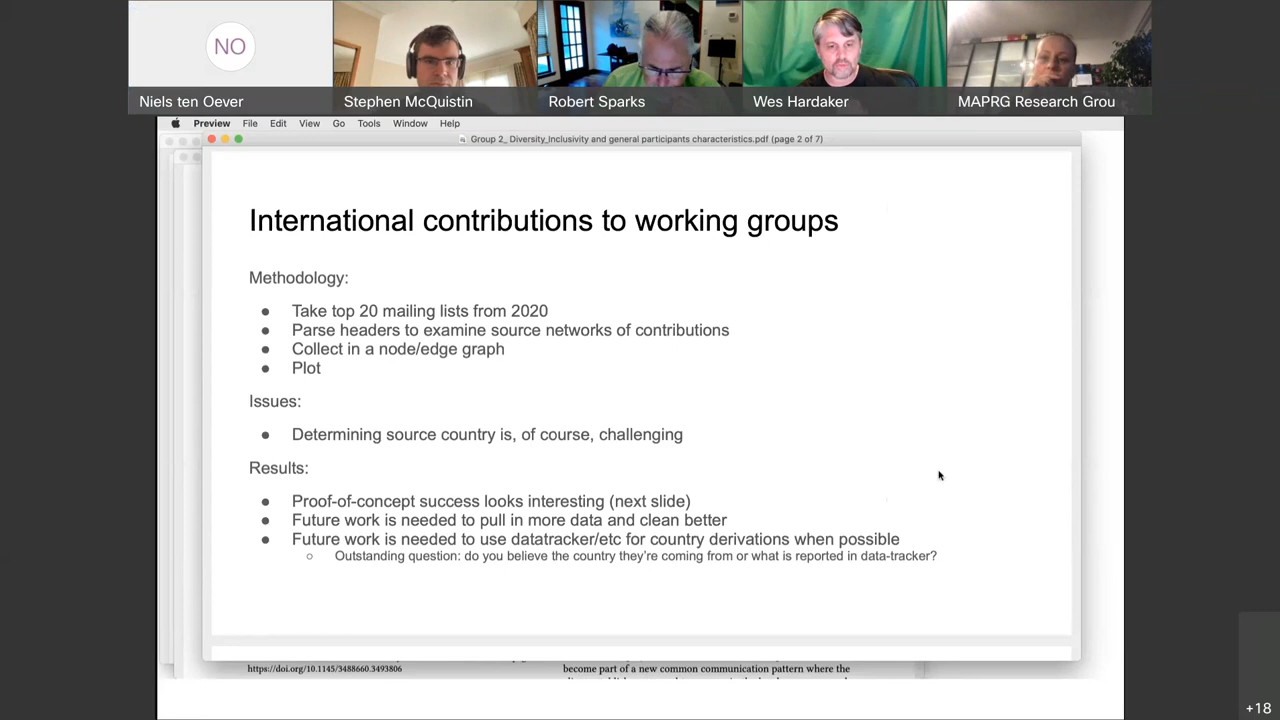 NO
Niels ten Oever
Stephen McQuistin
Robert Sparks
Wes Hardaker
MAPRG Research Grou
Preview File Edit View Go Tools Window Help
Group 2_ Diversity_Inclusivity and general participants characteristics.pdf (page 2 of 7)
International contributions to working groups
Methodology:
● Take top 20 mailing lists from 2020
● Parse headers to examine source networks of contributions
● Collect in a node/edge graph
● Plot
Issues:
● Determining source country is, of course, challenging
Results:
● Proof-of-concept success looks interesting (next slide)
● Future work is needed to pull in more data and clean better
● Future work is needed to use datatracker/etc for country derivations when possible
○ Outstanding question: do you believe the country they're coming from or what is reported in data-tracker?
https://doi.org/10.1145/3488660.3493806
become part of a new common communication pattern where the
+18